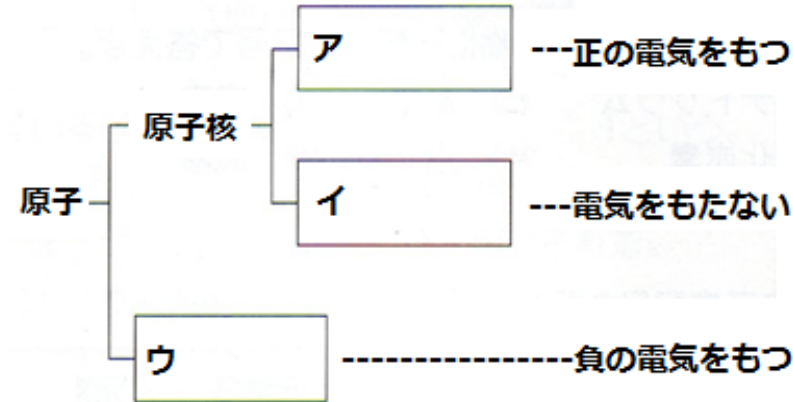 ア ---正の電気をもつ
原子核
イ ---電気をもたない
原子
ウ ----------------負の電気をもつ